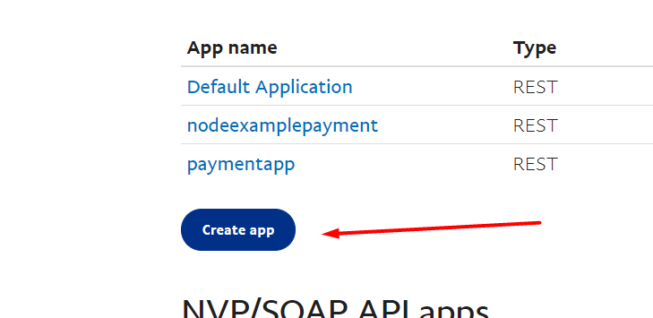 App name Type
Default Application REST
nodeexamplepayment REST
paymentapp REST
Create app
NVP/SOAP API apps